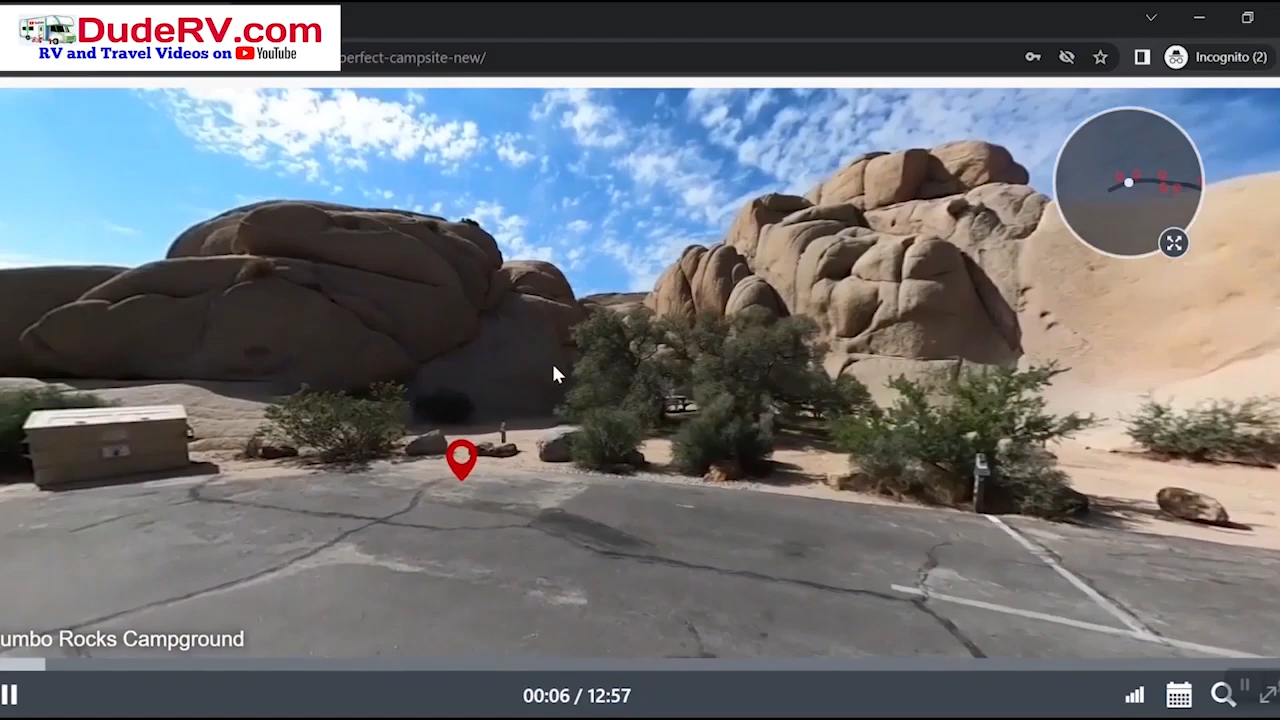 DudeRV.com
RV and Travel Videos on YouTube
perfect-campsite-new/
Incognito (2)
umbo Rocks Campground
00:06 / 12:57